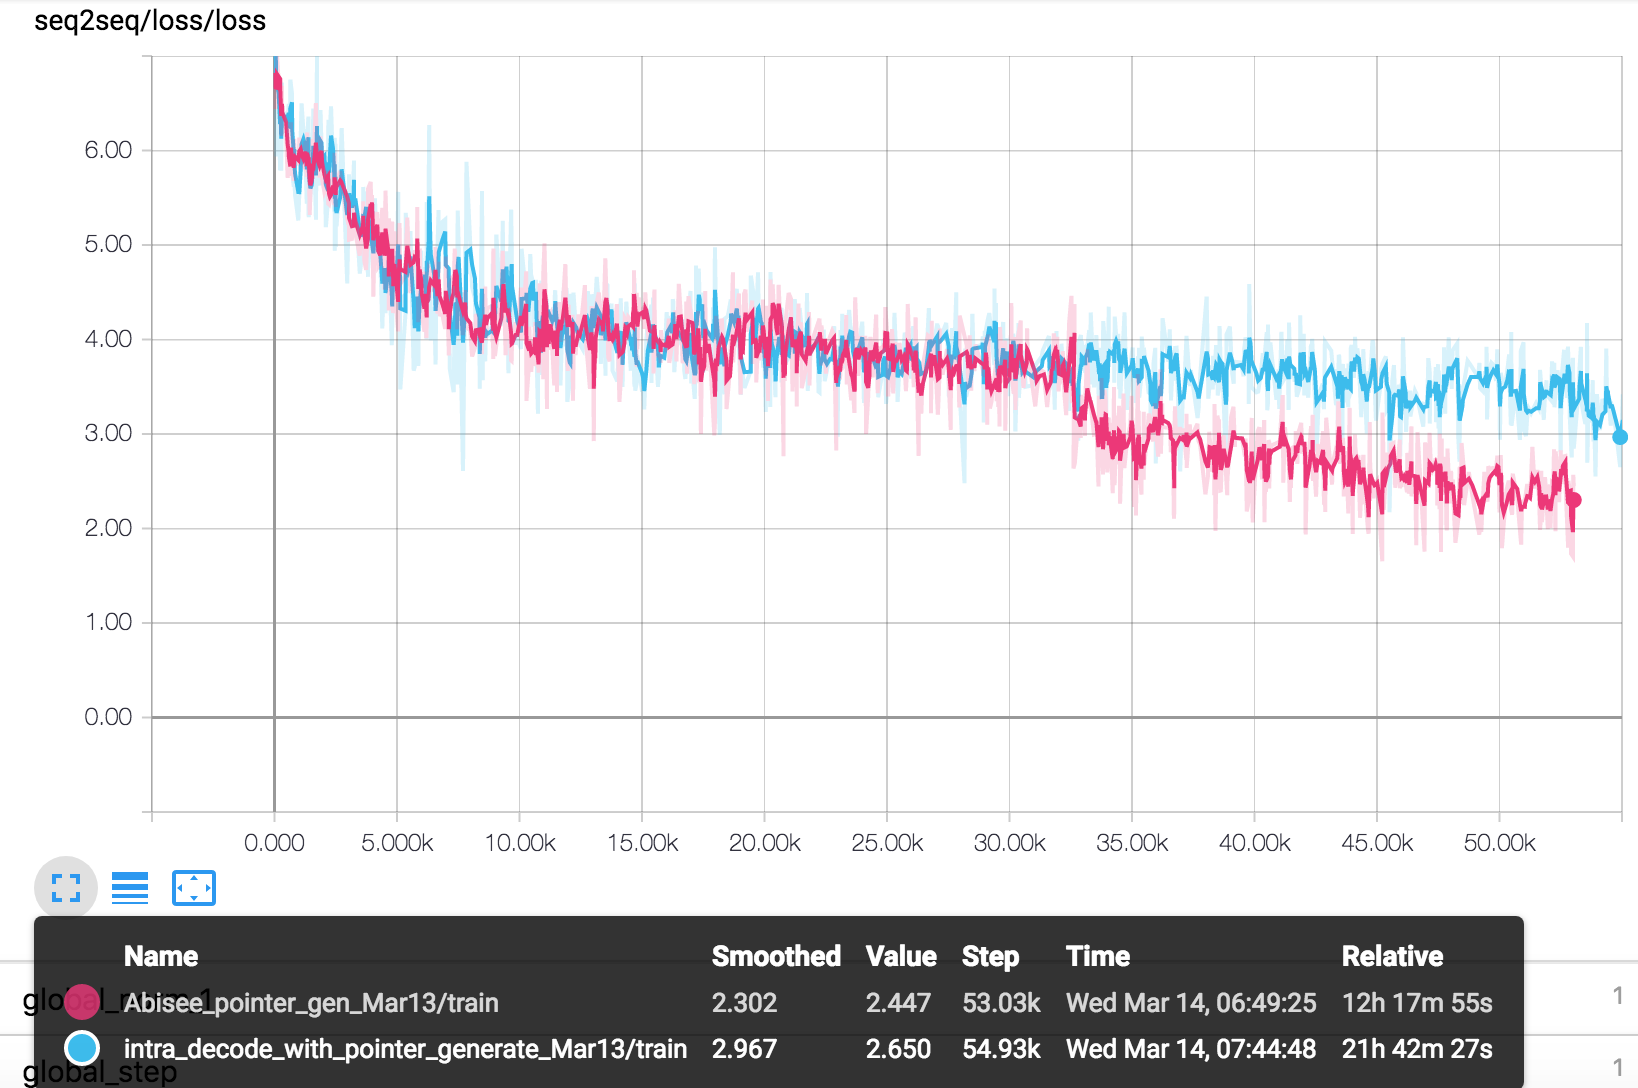 seq2seq/loss/loss
6.00
5.00
4.00
3.00
2.00
1.00
0.00
0.000 5.000k 10.00k 15.00k 20.00k 25.00k 30.00k 35.00k 40.00k 45.00k 50.00k
Name Smoothed Value Step Time Relative
global_norm_1 1
Abisee_pointer_gen_Mar13/train 2.302 2.447 53.03k Wed Mar 14, 06:49:25 12h 17m 55s
intra_decode_with_pointer_generate_Mar13/train 2.967 2.650 54.93k Wed Mar 14, 07:44:48 21h 42m 27s
global_step 1